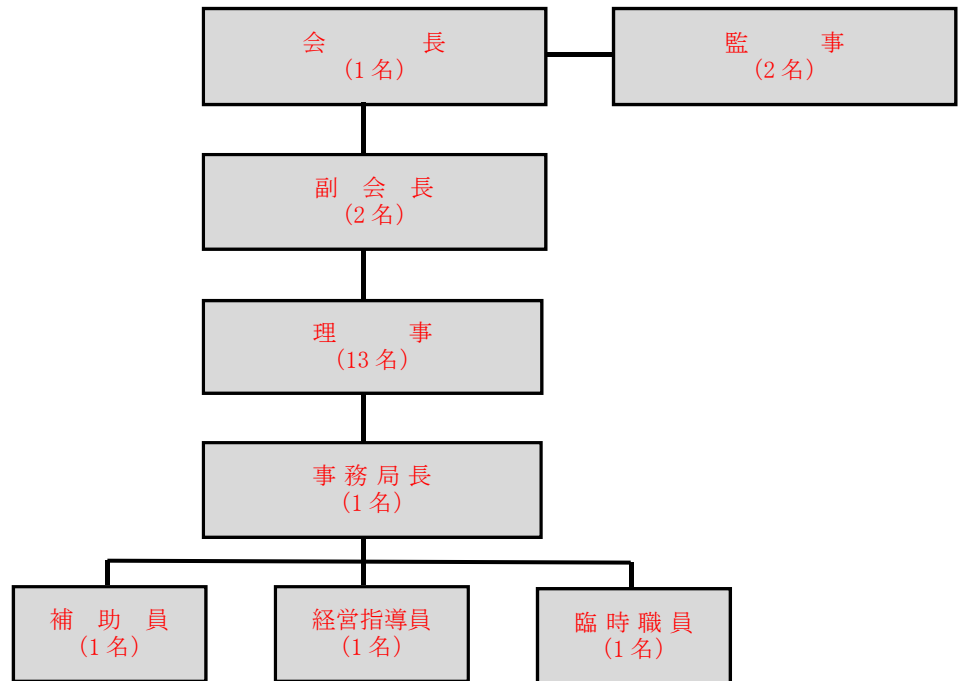 会　　　長
(1 名)
監　　　事
(2 名)
副　会　長
(2 名)
理　　　事
(13 名)
事 務 局 長
(1 名)
補　助　員
(1 名)
経営指導員
(1 名)
臨 時 職 員
(1 名)